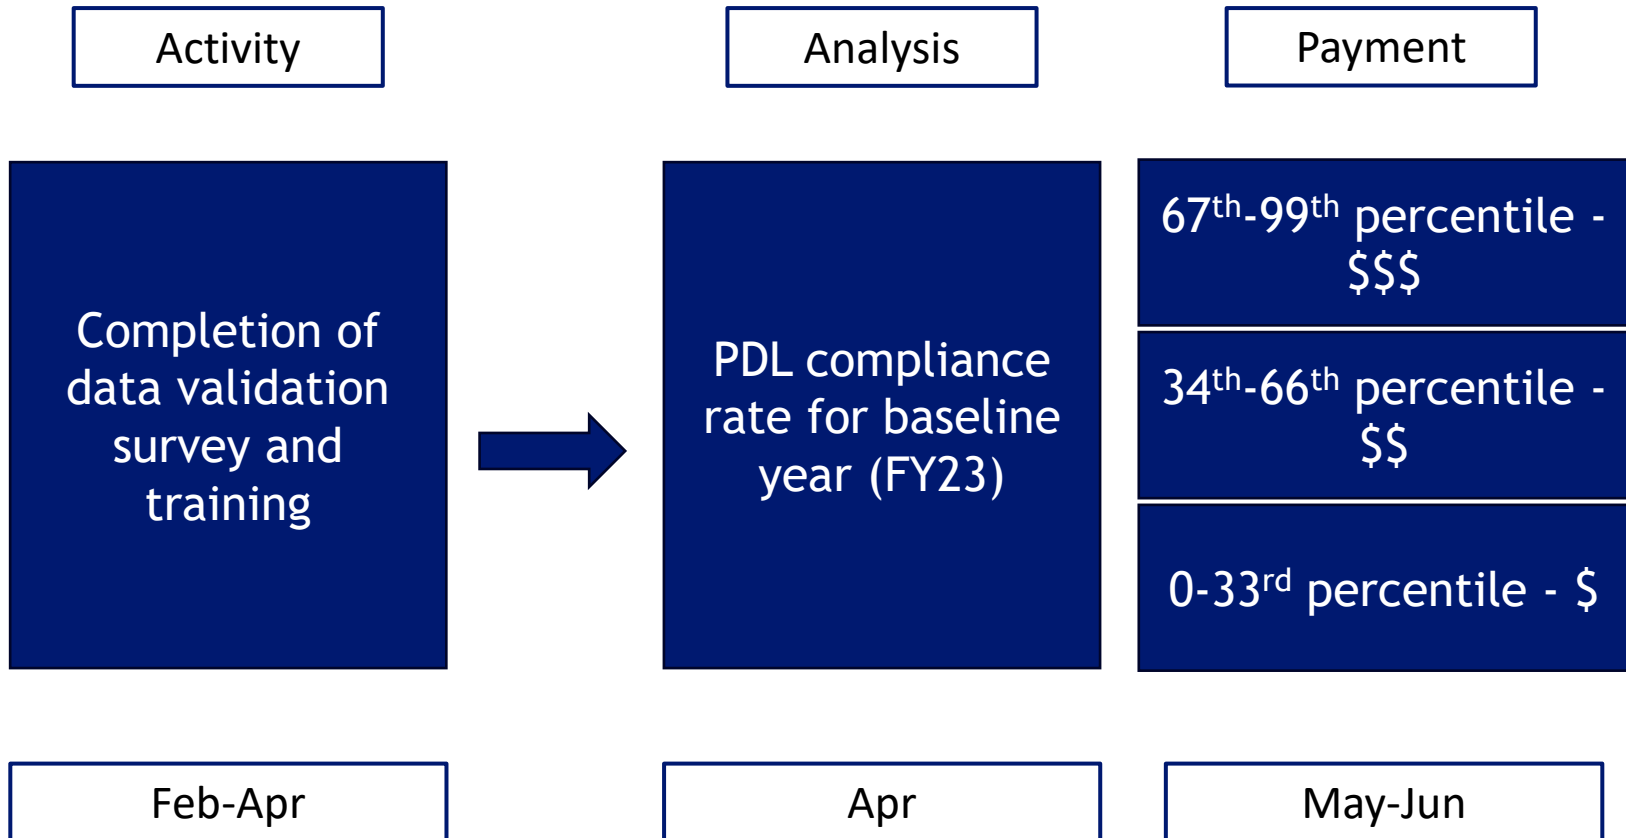 Activity
Analysis
Payment
Completion of
data validation
survey and
training
PDL compliance
rate for baseline
year (FY23)
67th-99th percentile -
$$$
34th-66th percentile -
$$
0-33rd percentile - $
Feb-Apr
Apr
May-Jun